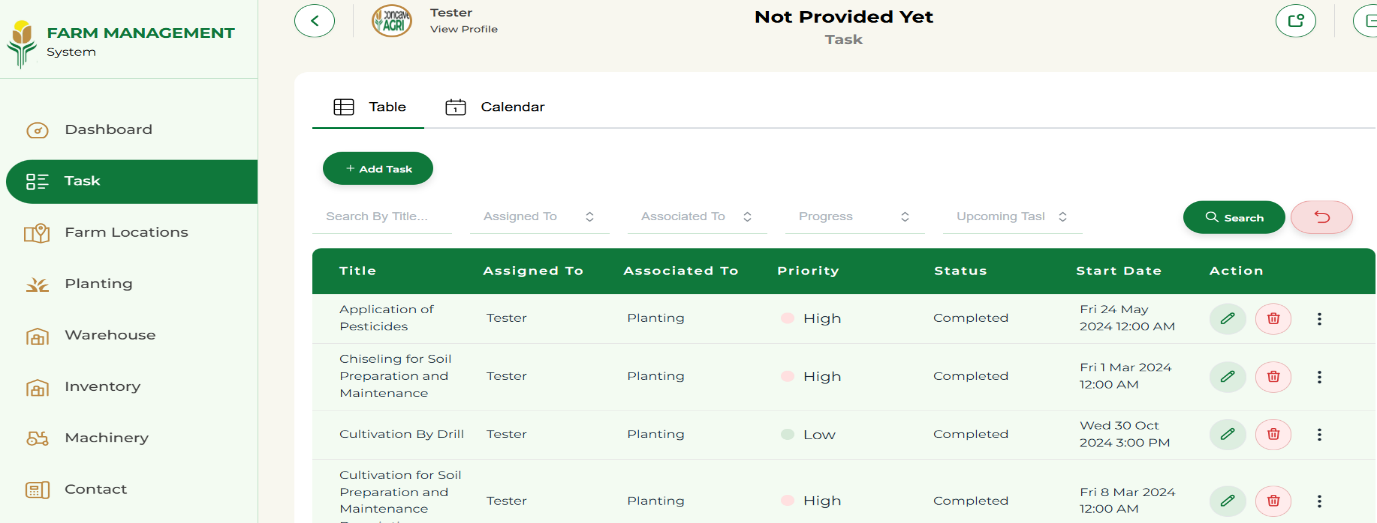 FARM MANAGEMENT
System
Concave
AGRI
Tester
View Profile
Not Provided Yet
Task
Dashboard
Task
Farm Locations
Planting
Warehouse
Inventory
Machinery
Contact
Table
1
Calendar
+ Add Task
Search By Title...
Assigned To
Associated To
Progress
Upcoming Tasl
Search
Title Assigned To Associated To Priority Status Start Date Action
Application of
Pesticides
Tester
Planting
High
Completed
Fri 24 May
2024 12:00 AM
Chiseling for Soil
Preparation and
Maintenance
Tester
Planting
High
Completed
Fri 1 Mar 2024
12:00 AM
Cultivation By Drill
Tester
Planting
Low
Completed
Wed 30 Oct
2024 3:00 PM
Cultivation for Soil
Preparation and
Maintenance
Tester
Planting
High
Completed
Fri 8 Mar 2024
12:00 AM